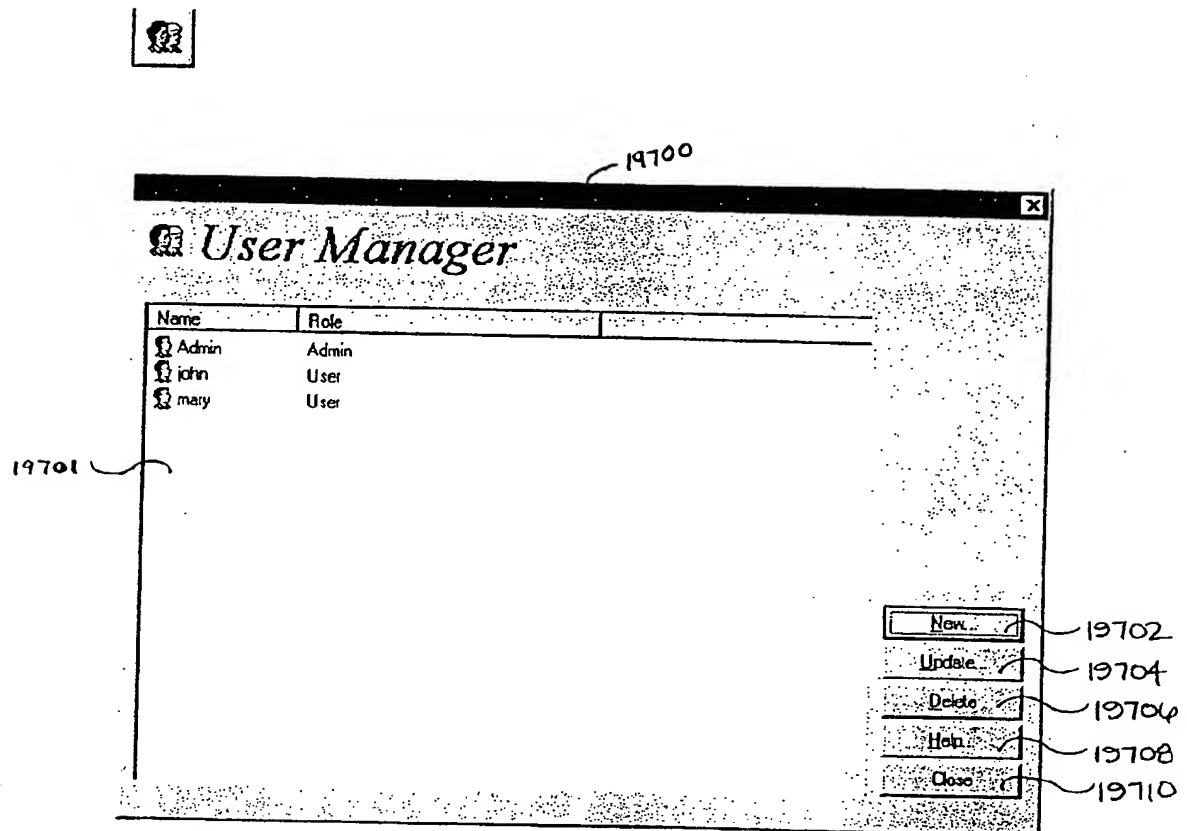 19700
User Manager
Name Role
Admin Admin
john User
mary User
19701
New... 19702
Update... 19704
Delete 19706
Help... 19708
Close 19710